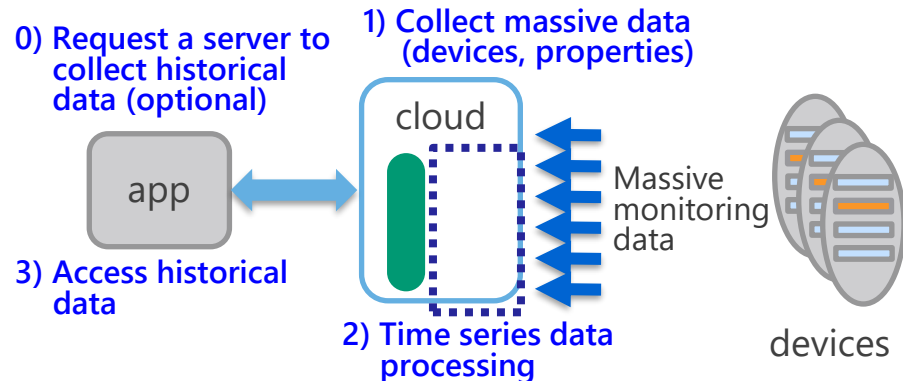 0) Request a server to
collect historical
data (optional)
1) Collect massive data
(devices, properties)
cloud
app
Massive
monitoring
data
3) Access historical
data
2) Time series data
processing
devices